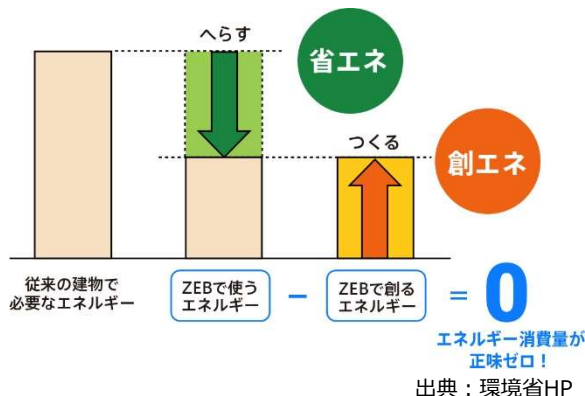 へらす
省エネ
つくる
創エネ
従来の建物で
必要なエネルギー
ZEBで使う
エネルギー
−
ZEBで創る
エネルギー
= 0
エネルギー消費量が
正味ゼロ！
出典：環境省HP